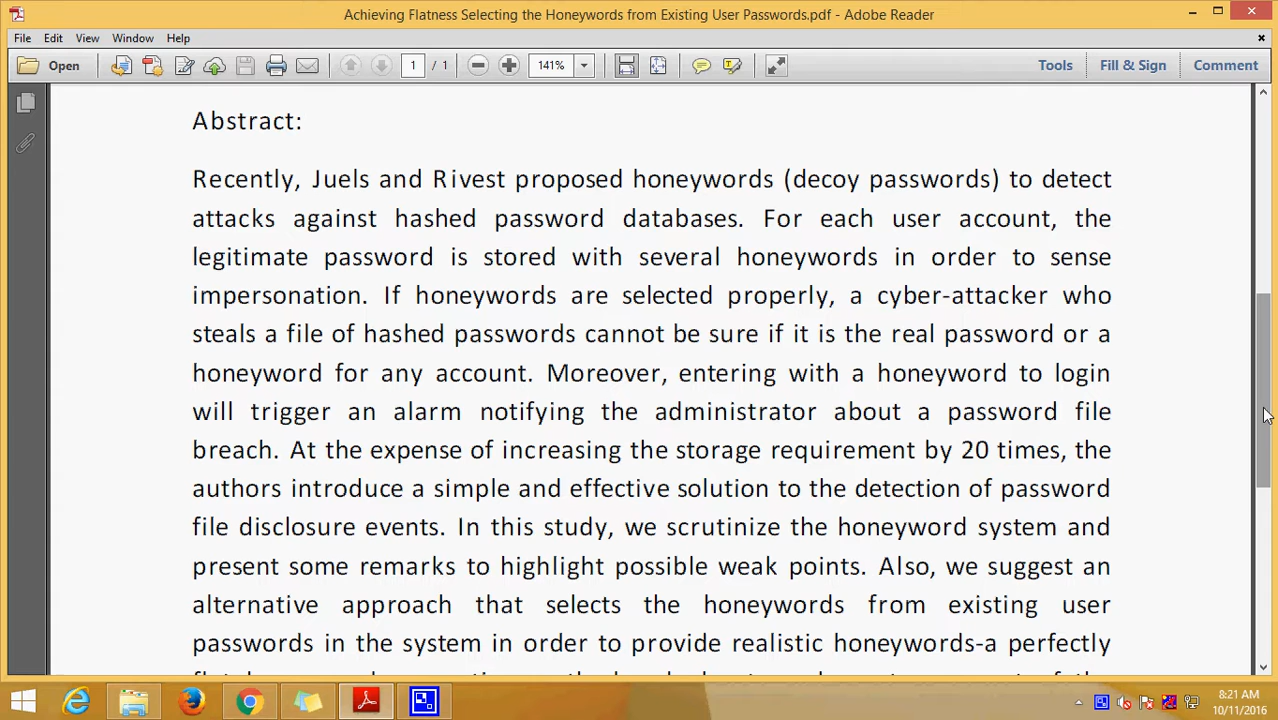 Achieving Flatness Selecting the Honeywords from Existing User Passwords.pdf - Adobe Reader
File Edit View Window Help
Open 1 / 1 141% Tools Fill & Sign Comment
Abstract:
Recently, Juels and Rivest proposed honeywords (decoy passwords) to detect
attacks against hashed password databases. For each user account, the
legitimate password is stored with several honeywords in order to sense
impersonation. If honeywords are selected properly, a cyber-attacker who
steals a file of hashed passwords cannot be sure if it is the real password or a
honeyword for any account. Moreover, entering with a honeyword to login
will trigger an alarm notifying the administrator about a password file
breach. At the expense of increasing the storage requirement by 20 times, the
authors introduce a simple and effective solution to the detection of password
file disclosure events. In this study, we scrutinize the honeyword system and
present some remarks to highlight possible weak points. Also, we suggest an
alternative approach that selects the honeywords from existing user
passwords in the system in order to provide realistic honeywords-a perfectly
8:21 AM
10/11/2016